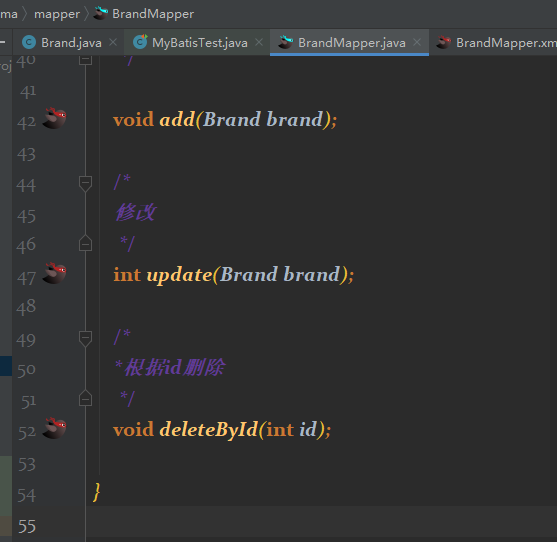 ma mapper BrandMapper
Brand.java MyBatisTest.java BrandMapper.java BrandMapper.xm
roj
40 */
41
42 void add(Brand brand);
43
44 /*
45 修改
46 */
47 int update(Brand brand);
48
49 /*
50 *根据id删除
51 */
52 void deleteById(int id);
53
54 }
55